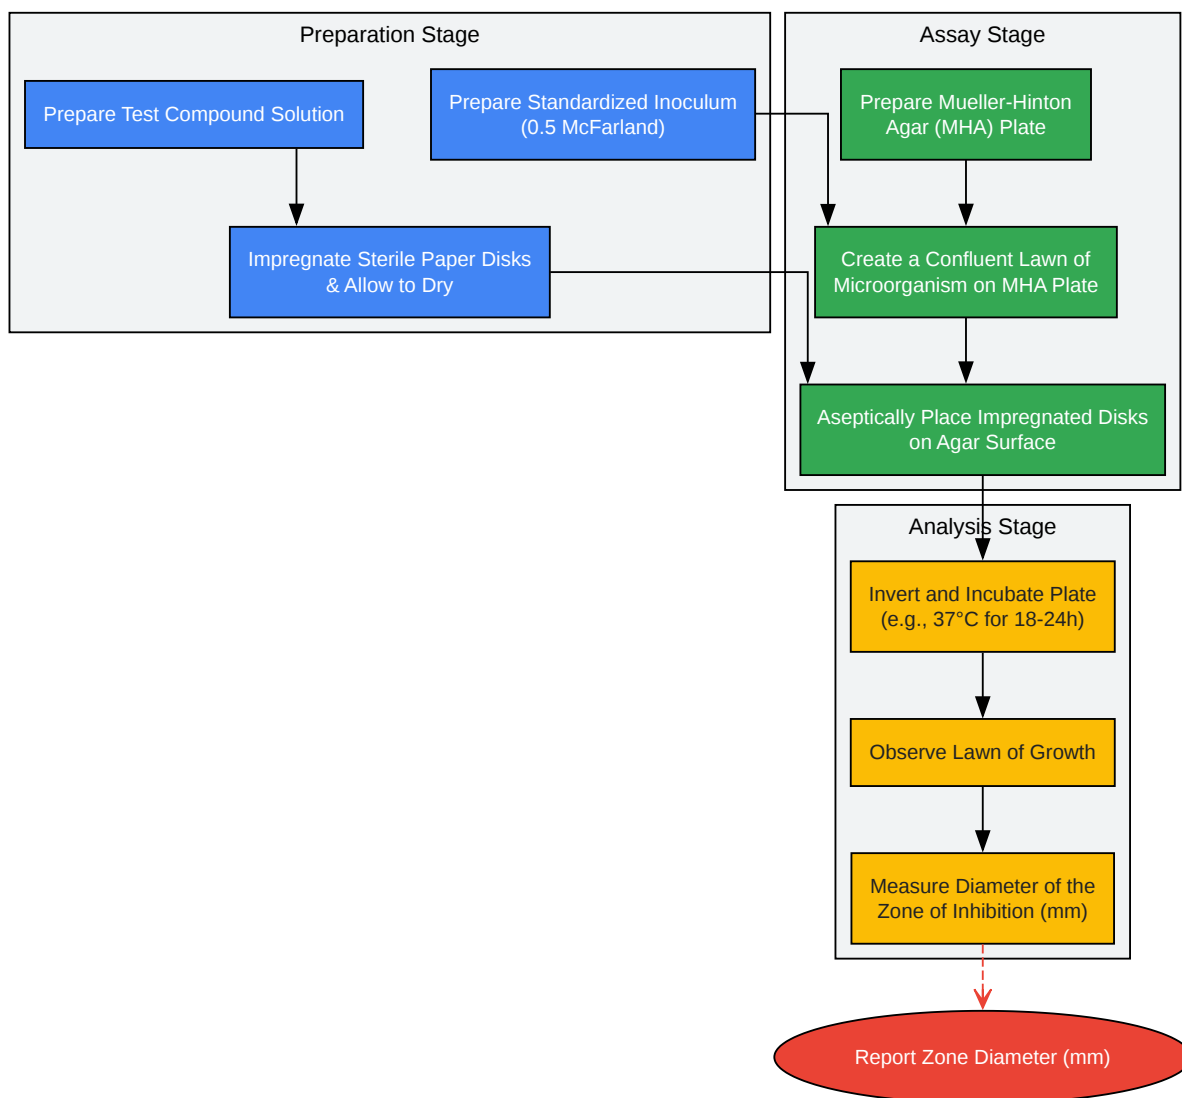 Preparation Stage
Prepare Test Compound Solution
Prepare Standardized Inoculum
(0.5 McFarland)
Impregnate Sterile Paper Disks
& Allow to Dry
Assay Stage
Prepare Mueller-Hinton
Agar (MHA) Plate
Create a Confluent Lawn of
Microorganism on MHA Plate
Aseptically Place Impregnated Disks
on Agar Surface
Analysis Stage
Invert and Incubate Plate
(e.g., 37°C for 18-24h)
Observe Lawn of Growth
Measure Diameter of the
Zone of Inhibition (mm)
Report Zone Diameter (mm)